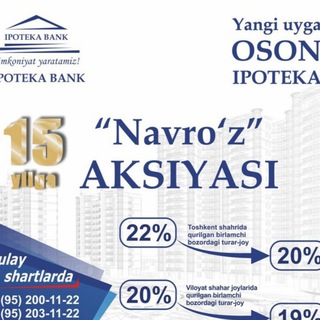 IPOTEKA BANK
Imkoniyat yaratamiz!
IPOTEKA BANK
Yangi uyga
OSON
IPOTEKA
15
yilga
“Navro‘z”
AKSIYASI
22%
Toshkent shahrida
qurilgan birlamchi
bozordagi turar-joy
20%
ulay
shartlarda
(95) 200-11-22
(95) 203-11-22
20%
Viloyat shahar joylarida
qurilgan birlamchi
bozordagi turar-joy
19%